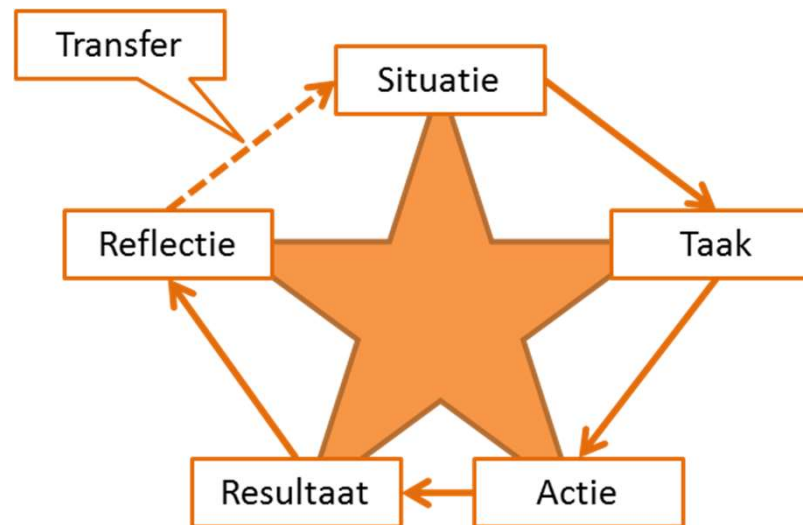 Transfer
Situatie
Reflectie
Taak
Resultaat
Actie